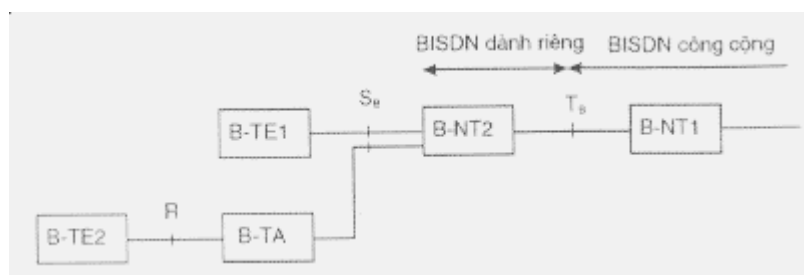 BISDN dành riêng BISDN công cộng
S_B T_B
B-TE1 B-NT2 B-NT1
R
B-TE2 B-TA